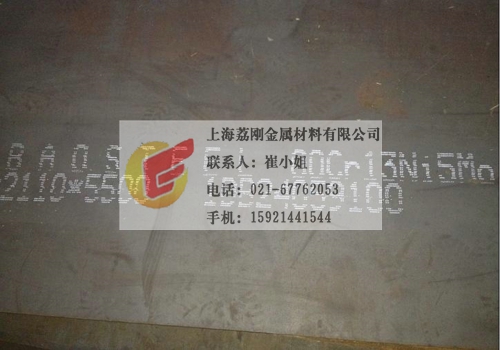 上海荔刚金属材料有限公司
联系人：崔小姐
BAOSTEEL 00Cr13Ni5Mo
电话：021-67762053
2110*5500
手机：15921441544